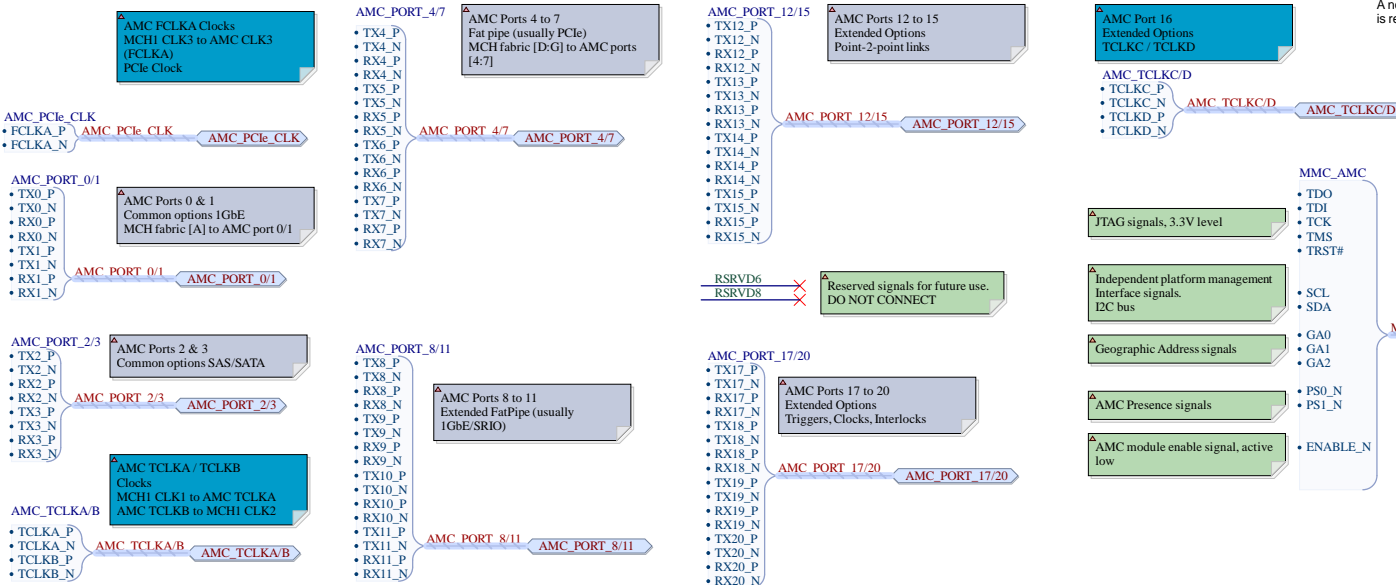 AMC FCLKA Clocks
MCH1 CLK3 to AMC CLK3
(FCLKA)
PCIe Clock
AMC_PCIe_CLK
FCLKA_P
FCLKA_N
AMC_PCIe_CLK
AMC_PCIe_CLK
AMC_PORT_0/1
TX0_P
TX0_N
RX0_P
RX0_N
TX1_P
TX1_N
RX1_P
RX1_N
AMC Ports 0 & 1
Common options 1GbE
MCH fabric [A] to AMC port 0/1
AMC_PORT_0/1
AMC_PORT_0/1
AMC_PORT_2/3
TX2_P
TX2_N
RX2_P
RX2_N
TX3_P
TX3_N
RX3_P
RX3_N
AMC Ports 2 & 3
Common options SAS/SATA
AMC_PORT_2/3
AMC_PORT_2/3
AMC TCLKA / TCLKB
Clocks
MCH1 CLK1 to AMC TCLKA
AMC TCLKB to MCH1 CLK2
AMC_TCLKA/B
TCLKA_P
TCLKA_N
TCLKB_P
TCLKB_N
AMC_TCLKA/B
AMC_TCLKA/B
AMC_PORT_4/7
TX4_P
TX4_N
RX4_P
RX4_N
TX5_P
TX5_N
RX5_P
RX5_N
TX6_P
TX6_N
RX6_P
RX6_N
TX7_P
TX7_N
RX7_P
RX7_N
AMC Ports 4 to 7
Fat pipe (usually PCIe)
MCH fabric [D:G] to AMC ports
[4:7]
AMC_PORT_4/7
AMC_PORT_4/7
AMC_PORT_8/11
TX8_P
TX8_N
RX8_P
RX8_N
TX9_P
TX9_N
RX9_P
RX9_N
TX10_P
TX10_N
RX10_P
RX10_N
TX11_P
TX11_N
RX11_P
RX11_N
AMC Ports 8 to 11
Extended FatPipe (usually
1GbE/SRIO)
AMC_PORT_8/11
AMC_PORT_8/11
AMC_PORT_12/15
TX12_P
TX12_N
RX12_P
RX12_N
TX13_P
TX13_N
RX13_P
RX13_N
TX14_P
TX14_N
RX14_P
RX14_N
TX15_P
TX15_N
RX15_P
RX15_N
AMC Ports 12 to 15
Extended Options
Point-2-point links
AMC_PORT_12/15
AMC_PORT_12/15
RSRVD6
RSRVD8
Reserved signals for future use.
DO NOT CONNECT
AMC_PORT_17/20
TX17_P
TX17_N
RX17_P
RX17_N
TX18_P
TX18_N
RX18_P
RX18_N
TX19_P
TX19_N
RX19_P
RX19_N
TX20_P
TX20_N
RX20_P
RX20_N
AMC Ports 17 to 20
Extended Options
Triggers, Clocks, Interlocks
AMC_PORT_17/20
AMC_PORT_17/20
AMC Port 16
Extended Options
TCLKC / TCLKD
AMC_TCLKC/D
TCLKC_P
TCLKC_N
TCLKD_P
TCLKD_N
AMC_TCLKC/D
AMC_TCLKC/D
MMC_AMC
TDO
TDI
TCK
TMS
TRST#
SCL
SDA
GA0
GA1
GA2
PS0_N
PS1_N
ENABLE_N
JTAG signals, 3.3V level
Independent platform management
Interface signals.
I2C bus
Geographic Address signals
AMC Presence signals
AMC module enable signal, active
low